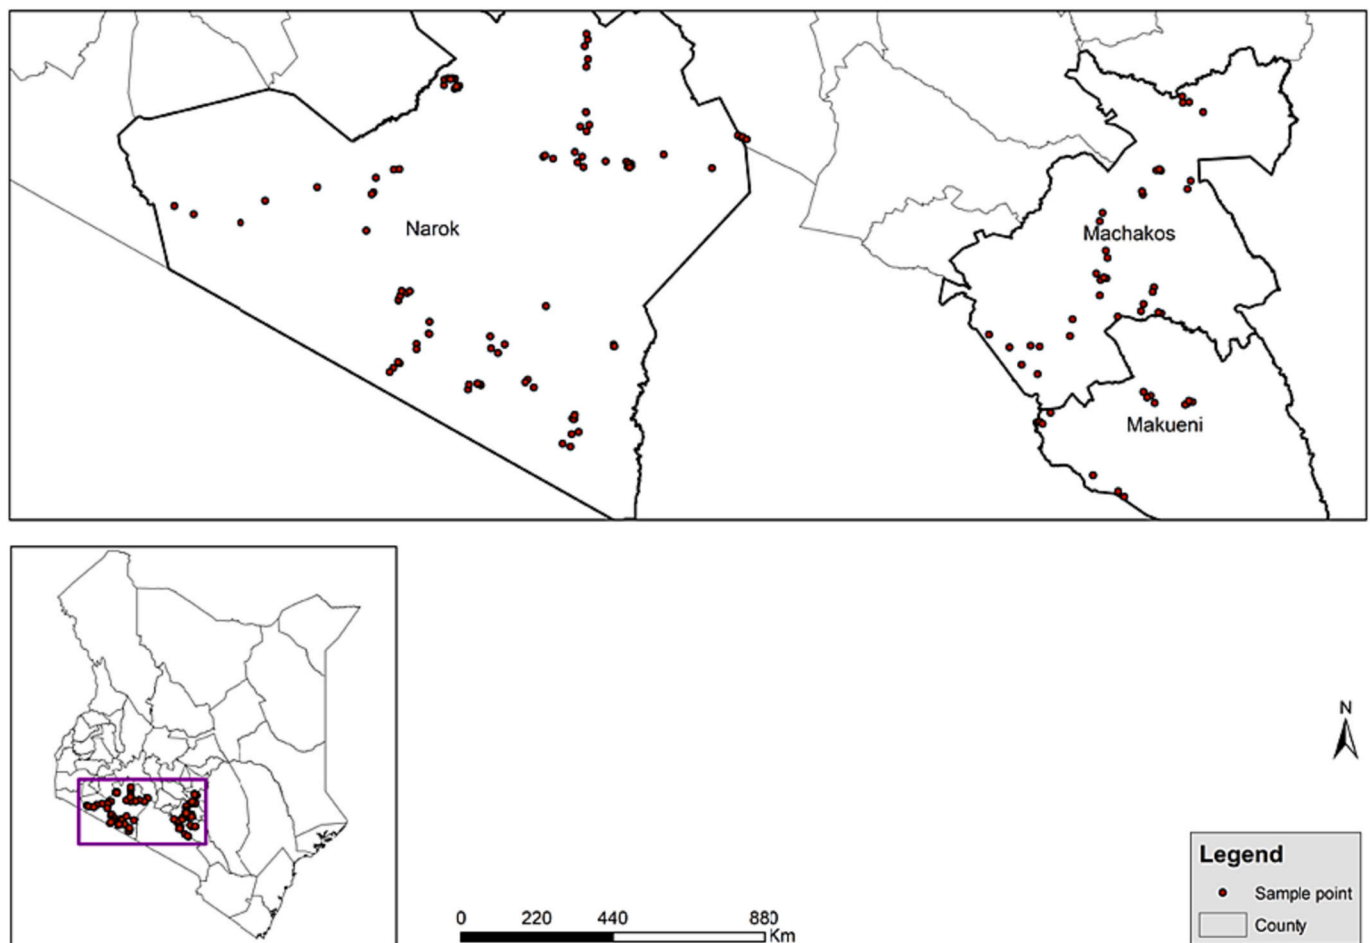 Narok
Machakos
Makueni
N
Legend
Sample point
County
0 220 440 880
Km